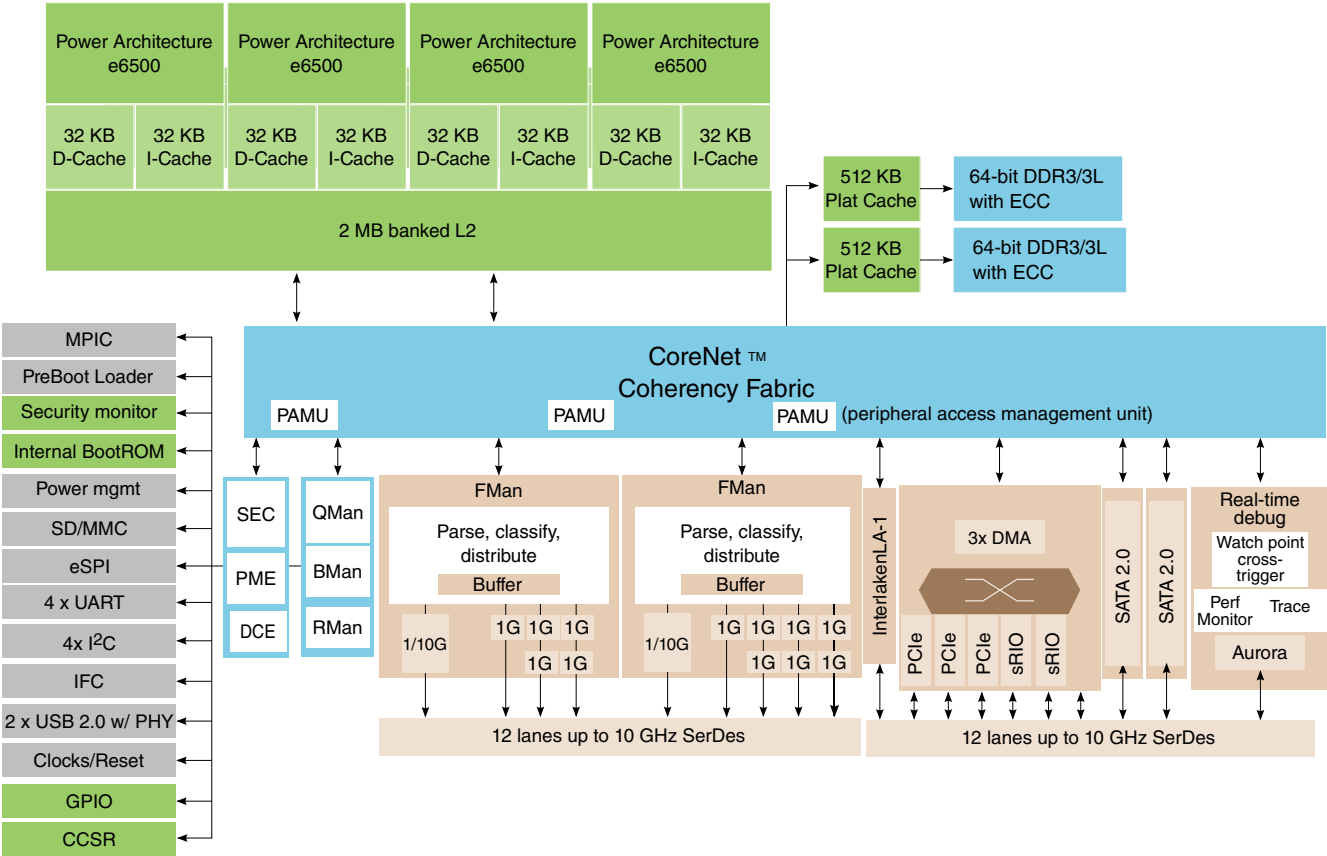 Power Architecture
e6500
Power Architecture
e6500
Power Architecture
e6500
Power Architecture
e6500
32 KB
D-Cache
32 KB
I-Cache
32 KB
D-Cache
32 KB
I-Cache
32 KB
D-Cache
32 KB
I-Cache
32 KB
D-Cache
32 KB
I-Cache
2 MB banked L2
512 KB
Plat Cache
64-bit DDR3/3L
with ECC
512 KB
Plat Cache
64-bit DDR3/3L
with ECC
MPIC
PreBoot Loader
Security monitor
Internal BootROM
Power mgmt
SD/MMC
eSPI
4 x UART
4x I²C
IFC
2 x USB 2.0 w/ PHY
Clocks/Reset
GPIO
CCSR
CoreNet TM
Coherency Fabric
PAMU
PAMU
PAMU (peripheral access management unit)
SEC
PME
DCE
QMan
BMan
RMan
FMan
Parse, classify,
distribute
Buffer
1/10G
1G 1G 1G
1G 1G
FMan
Parse, classify,
distribute
Buffer
1/10G
1G 1G 1G 1G
1G 1G 1G
12 lanes up to 10 GHz SerDes
InterlakenLA-1
3x DMA
PCIe
PCIe
PCIe
sRIO
sRIO
SATA 2.0
SATA 2.0
Real-time
debug
Watch point
cross-
trigger
Perf
Monitor
Trace
Aurora
12 lanes up to 10 GHz SerDes